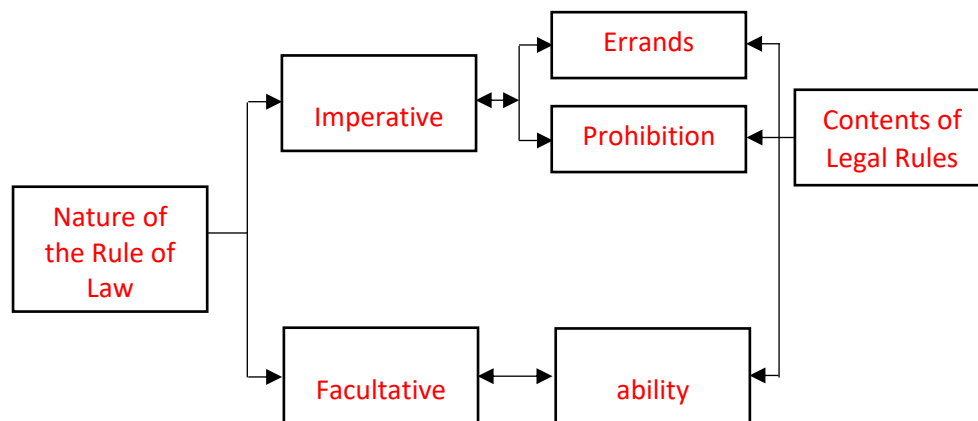 Errands
Imperative
Prohibition
Contents of
Legal Rules
Nature of
the Rule of
Law
Facultative
ability